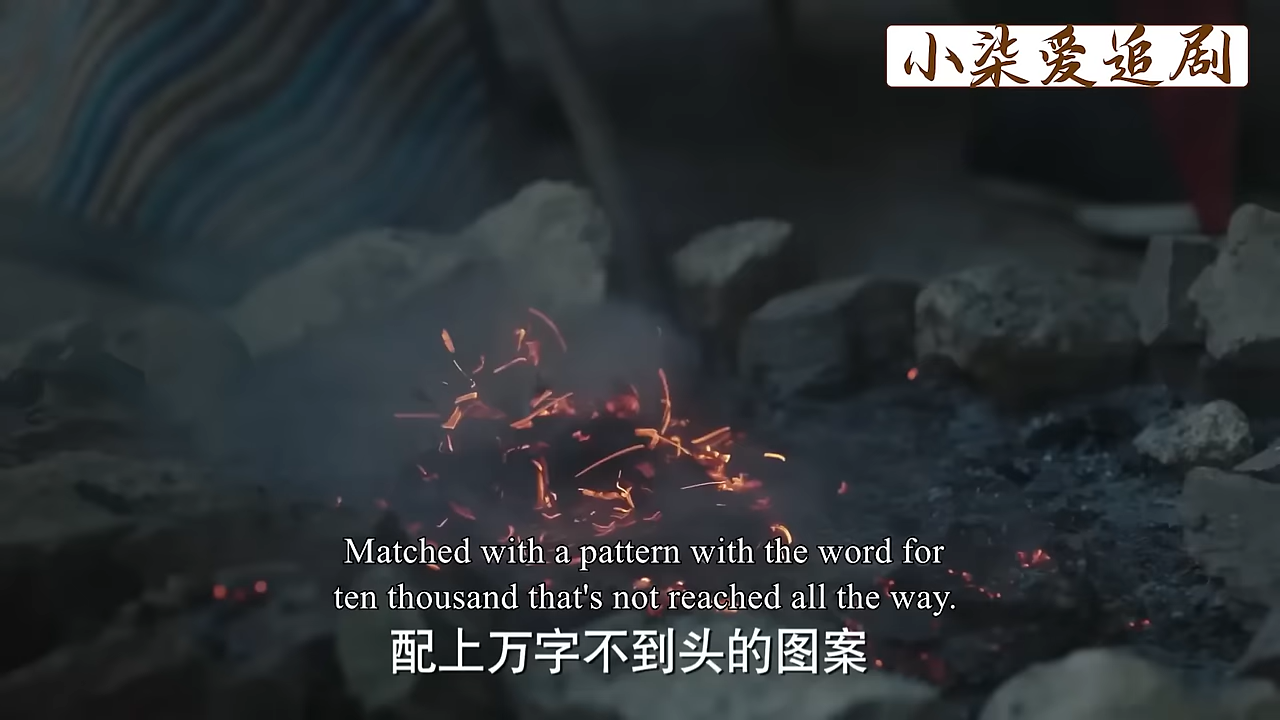 小柒爱追剧
Matched with a pattern with the word for
ten thousand that's not reached all the way.
配上万字不到头的图案